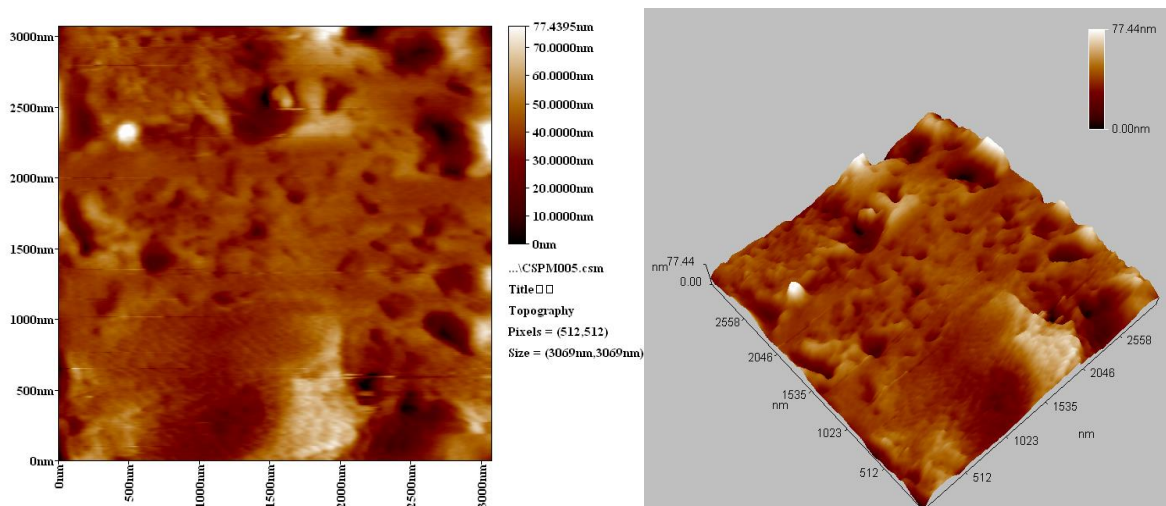 3000nm
2500nm
2000nm
1500nm
1000nm
500nm
0nm
0nm
500nm
1000nm
1500nm
2000nm
2500nm
3000nm
77.4395nm
70.0000nm
60.0000nm
50.0000nm
40.0000nm
30.0000nm
20.0000nm
10.0000nm
0nm
...\CSPM005.csm
Title□□
Topography
Pixels = (512,512)
Size = (3069nm,3069nm)
77.44nm
0.00nm
77.44
nm
0.00
2558
2046
1535
nm
1023
512
2558
2046
1535
nm
1023
512